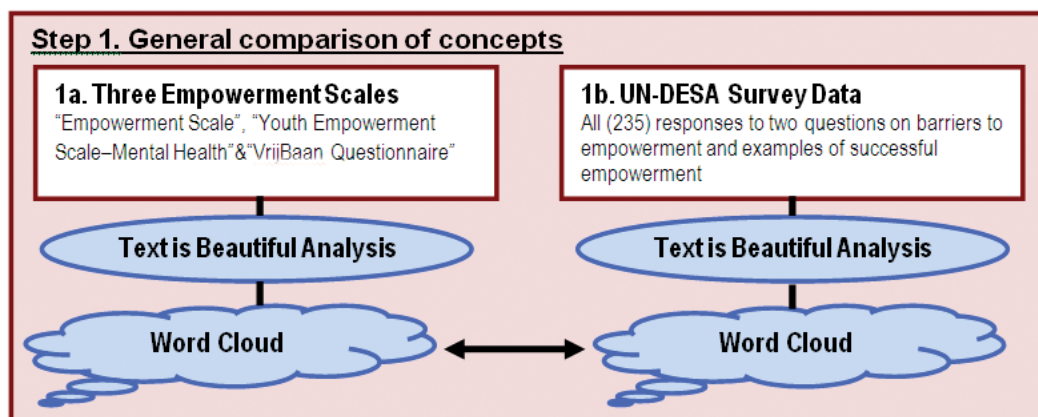 Step 1. General comparison of concepts
1a. Three Empowerment Scales
"Empowerment Scale", "Youth Empowerment
Scale–Mental Health"&"VrijBaan Questionnaire"
1b. UN-DESA Survey Data
All (235) responses to two questions on barriers to
empowerment and examples of successful
empowerment
Text is Beautiful Analysis
Text is Beautiful Analysis
Word Cloud
Word Cloud